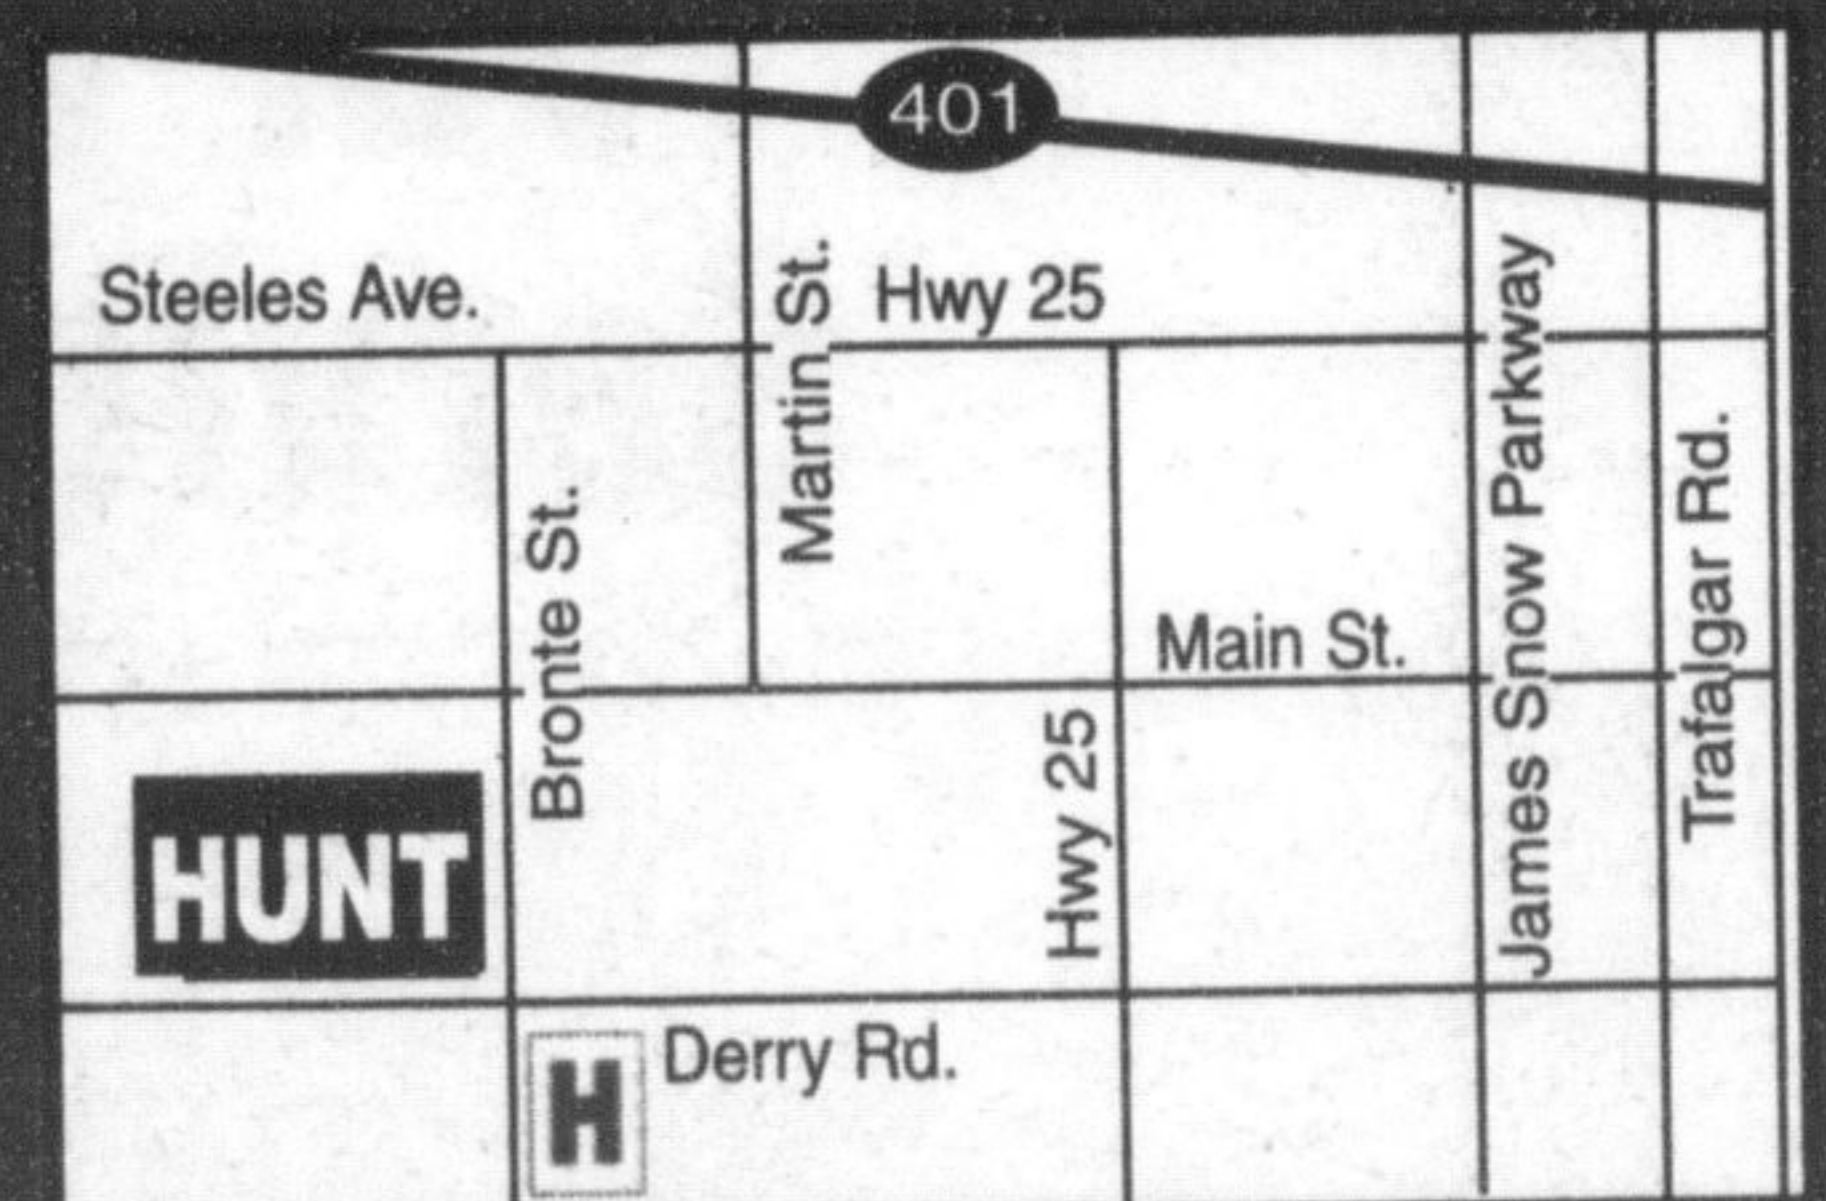 401
Steeles Ave.
Martin St.
Hwy 25
James Snow Parkway
Trafalgar Rd.
Bronte St.
Main St.
HUNT
Hwy 25
H
Derry Rd.